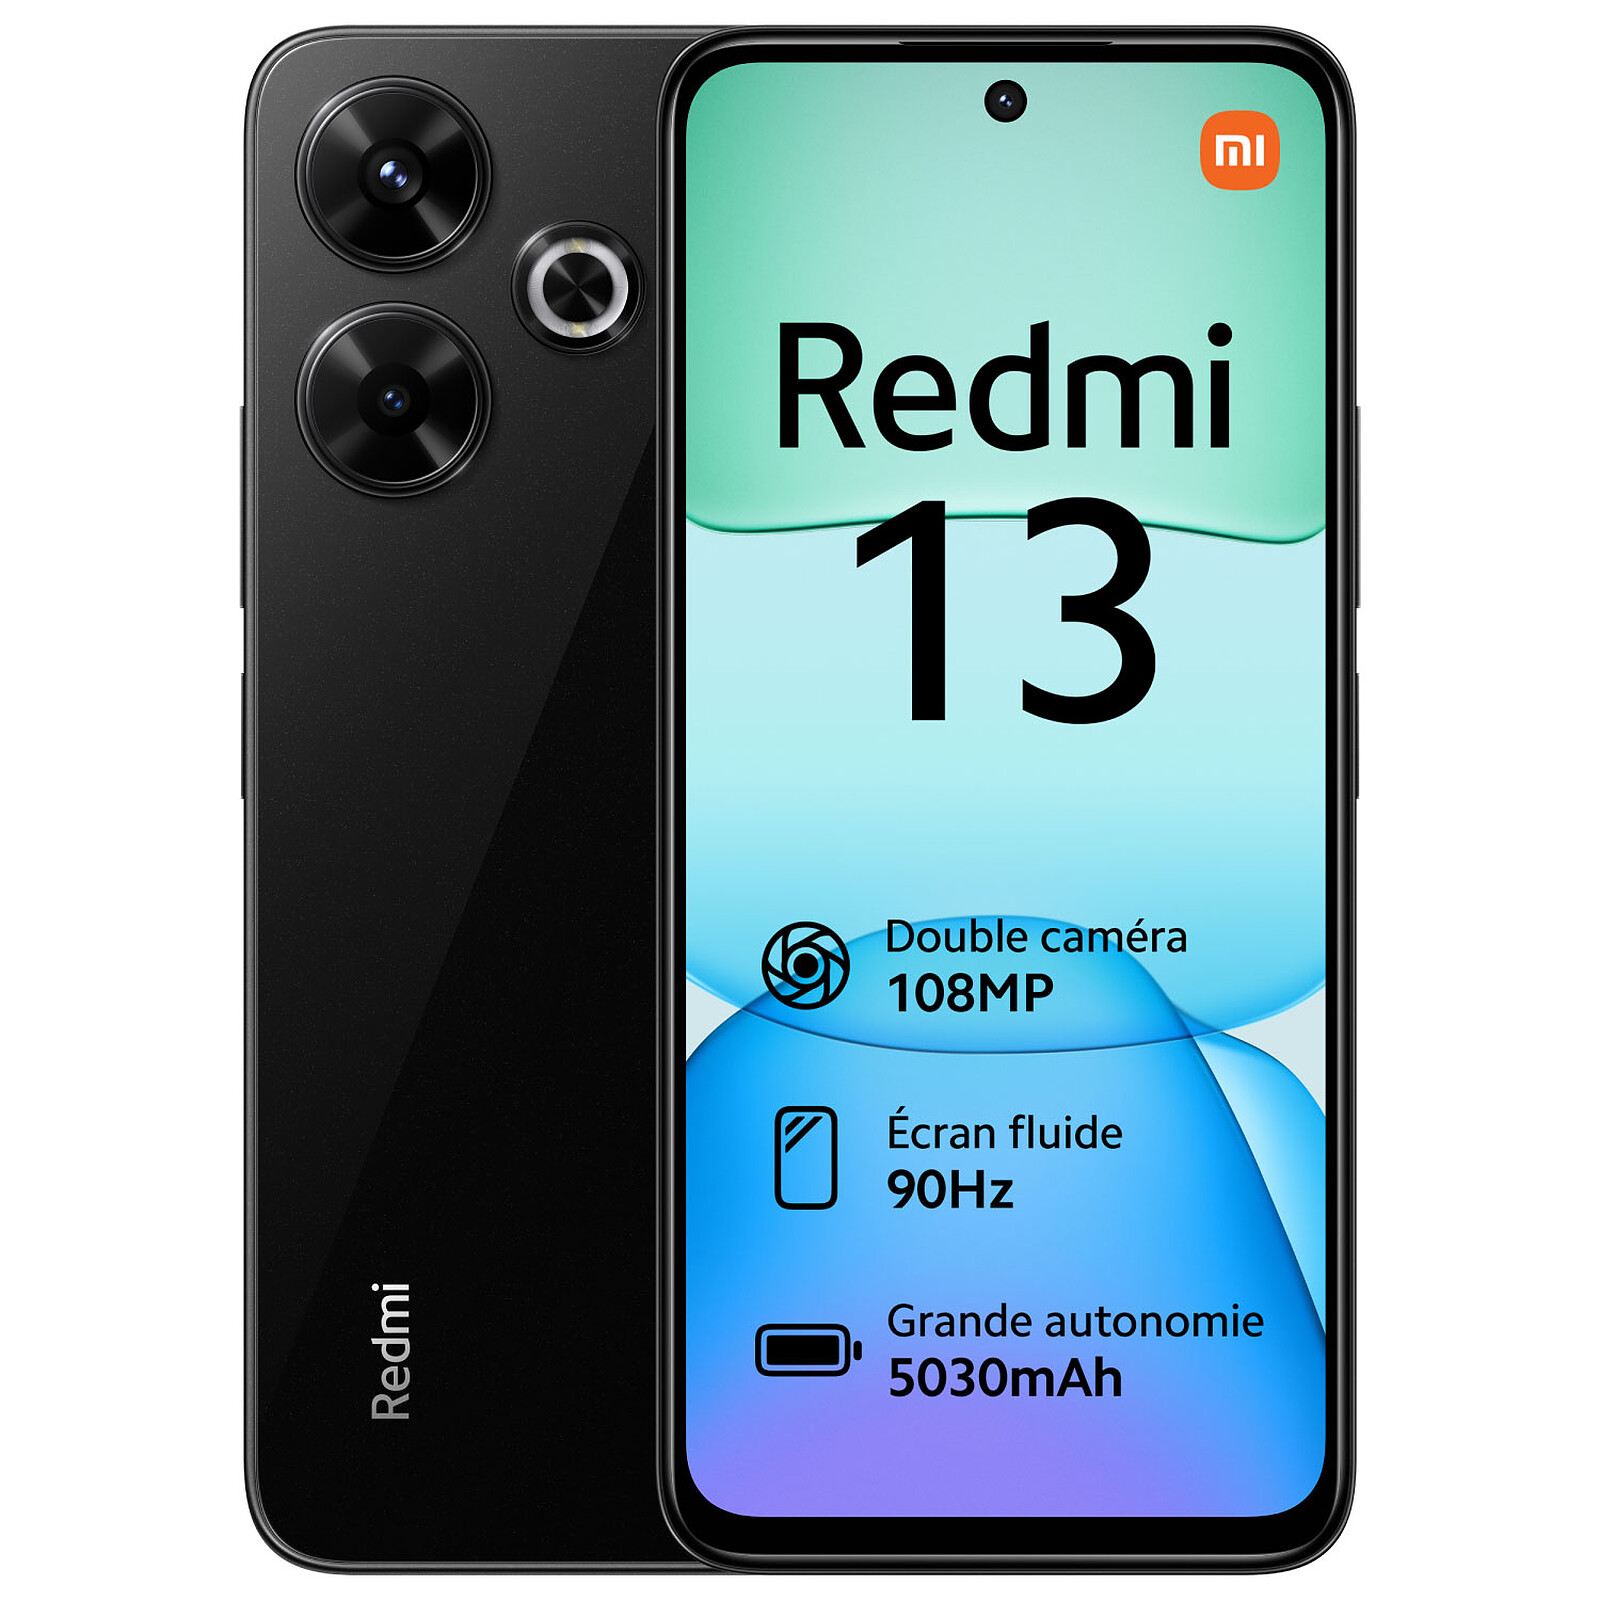 mi
Redmi
13
Double caméra
108MP
Écran fluide
90Hz
Grande autonomie
5030mAh
Redmi